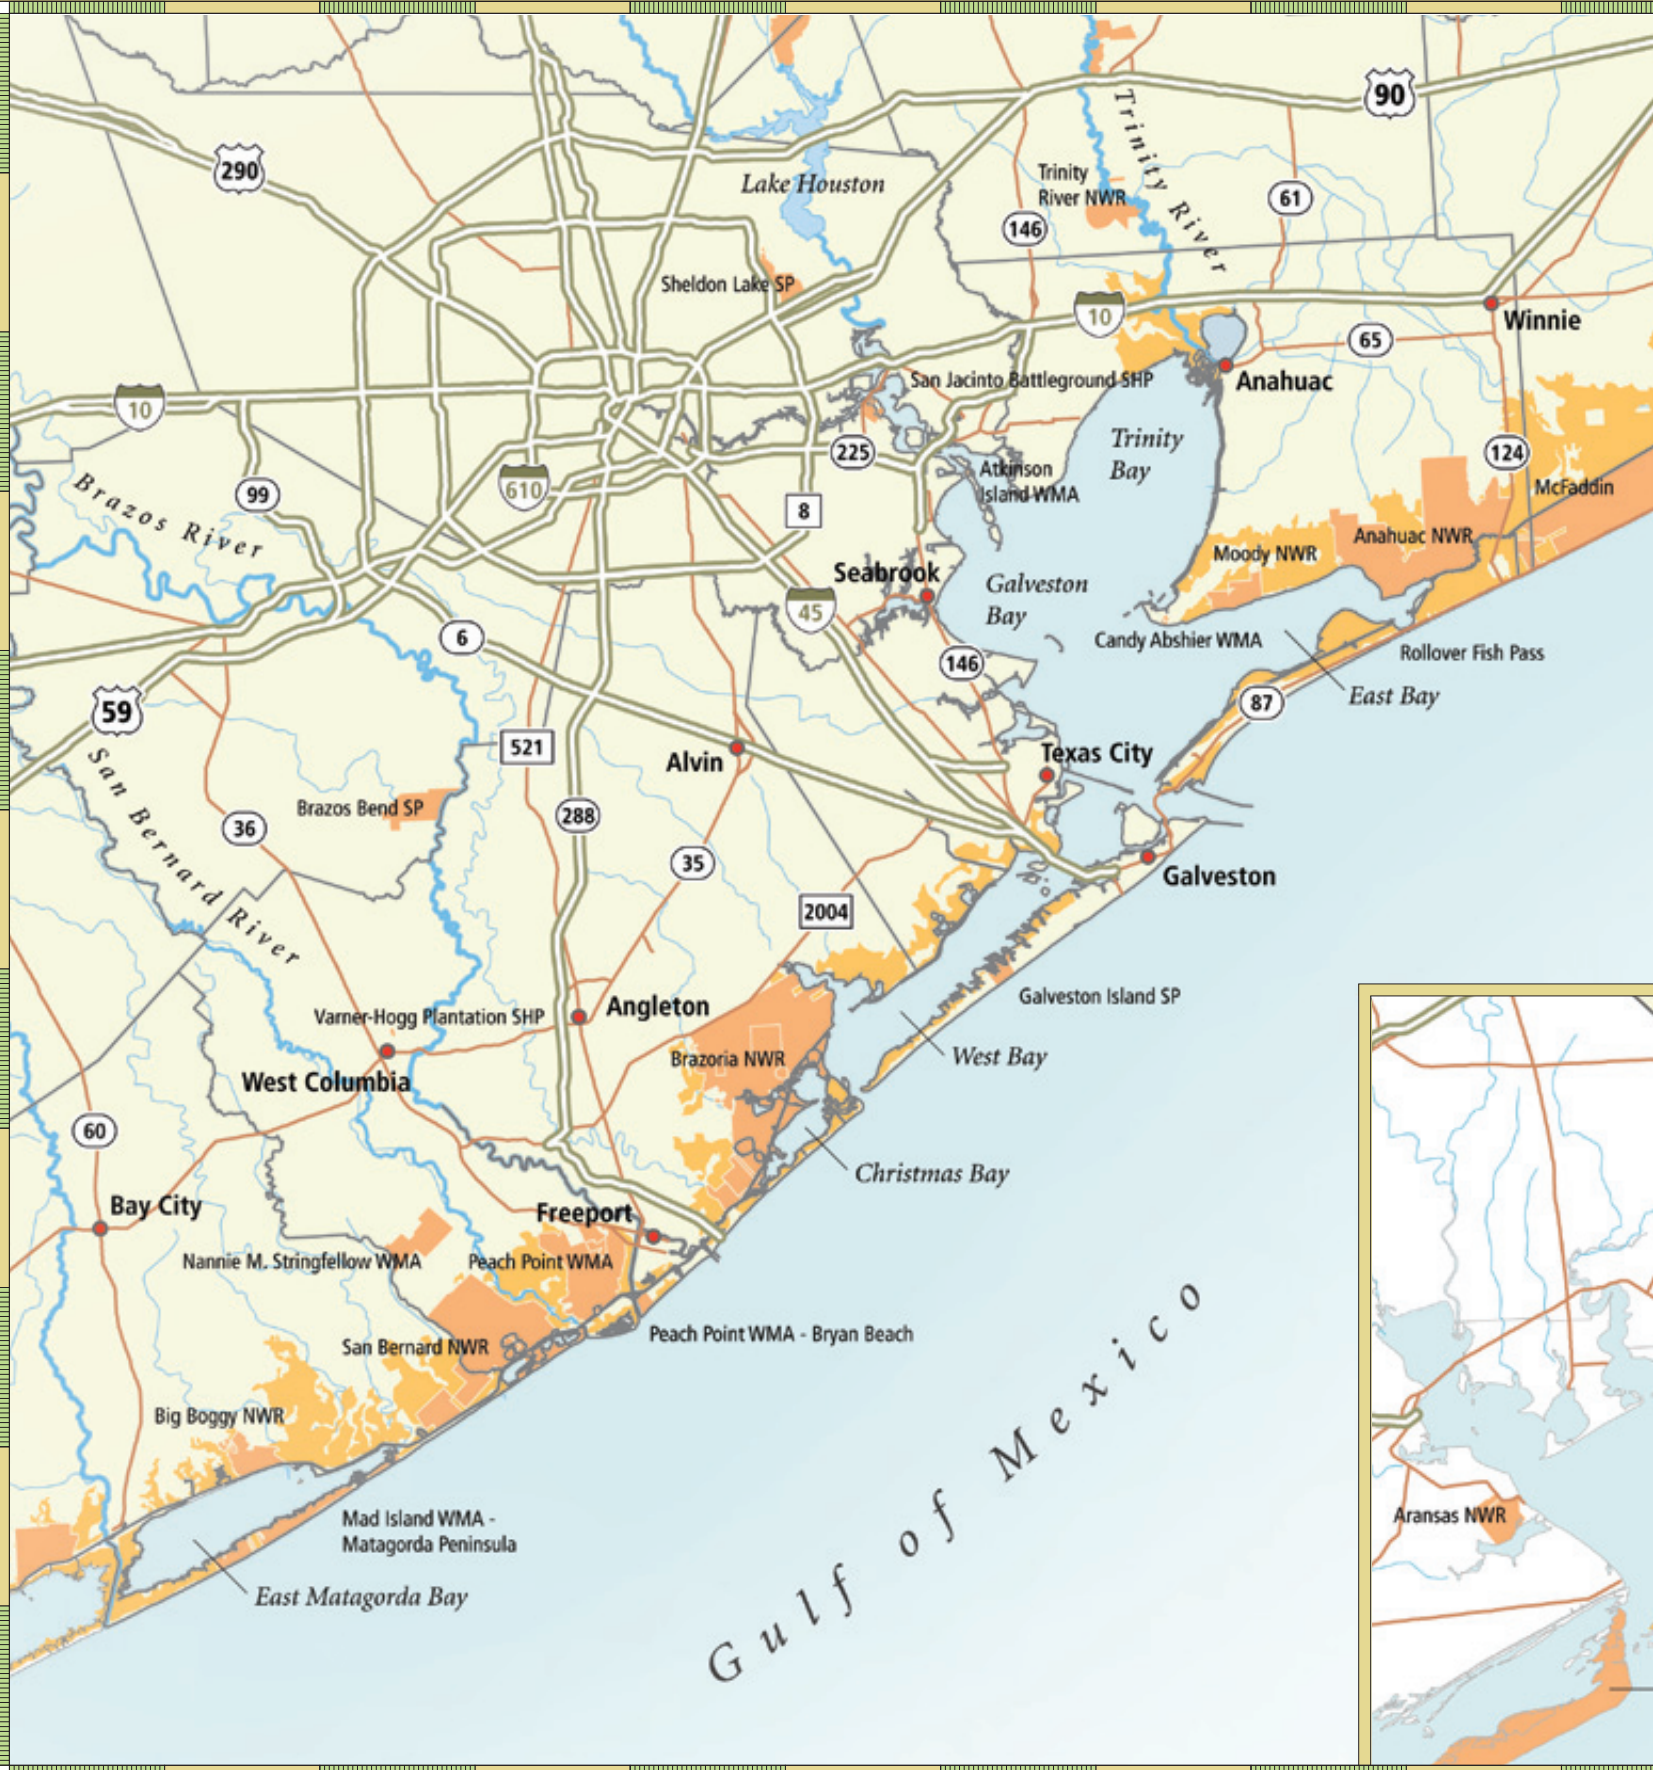 90
290
Lake Houston
Trinity
River NWR
Trinity River
61
146
Sheldon Lake SP
10
Winnie
65
San Jacinto Battleground SHP
Anahuac
10
Trinity
Bay
225
124
Atkinson
Island WMA
Brazos River
99
610
8
McFaddin
Anahuac NWR
Moody NWR
Seabrook
Galveston
Bay
45
6
Candy Abshier WMA
Rollover Fish Pass
146
East Bay
59
87
521
Alvin
Texas City
San Bernard River
Brazos Bend SP
36
288
35
Galveston
2004
Galveston Island SP
Varner-Hogg Plantation SHP
Angleton
Brazoria NWR
West Bay
West Columbia
60
Christmas Bay
Bay City
Freeport
Nannie M. Stringfellow WMA
Peach Point WMA
Peach Point WMA - Bryan Beach
San Bernard NWR
Big Boggy NWR
Gulf of Mexico
Mad Island WMA -
Matagorda Peninsula
Aransas NWR
East Matagorda Bay